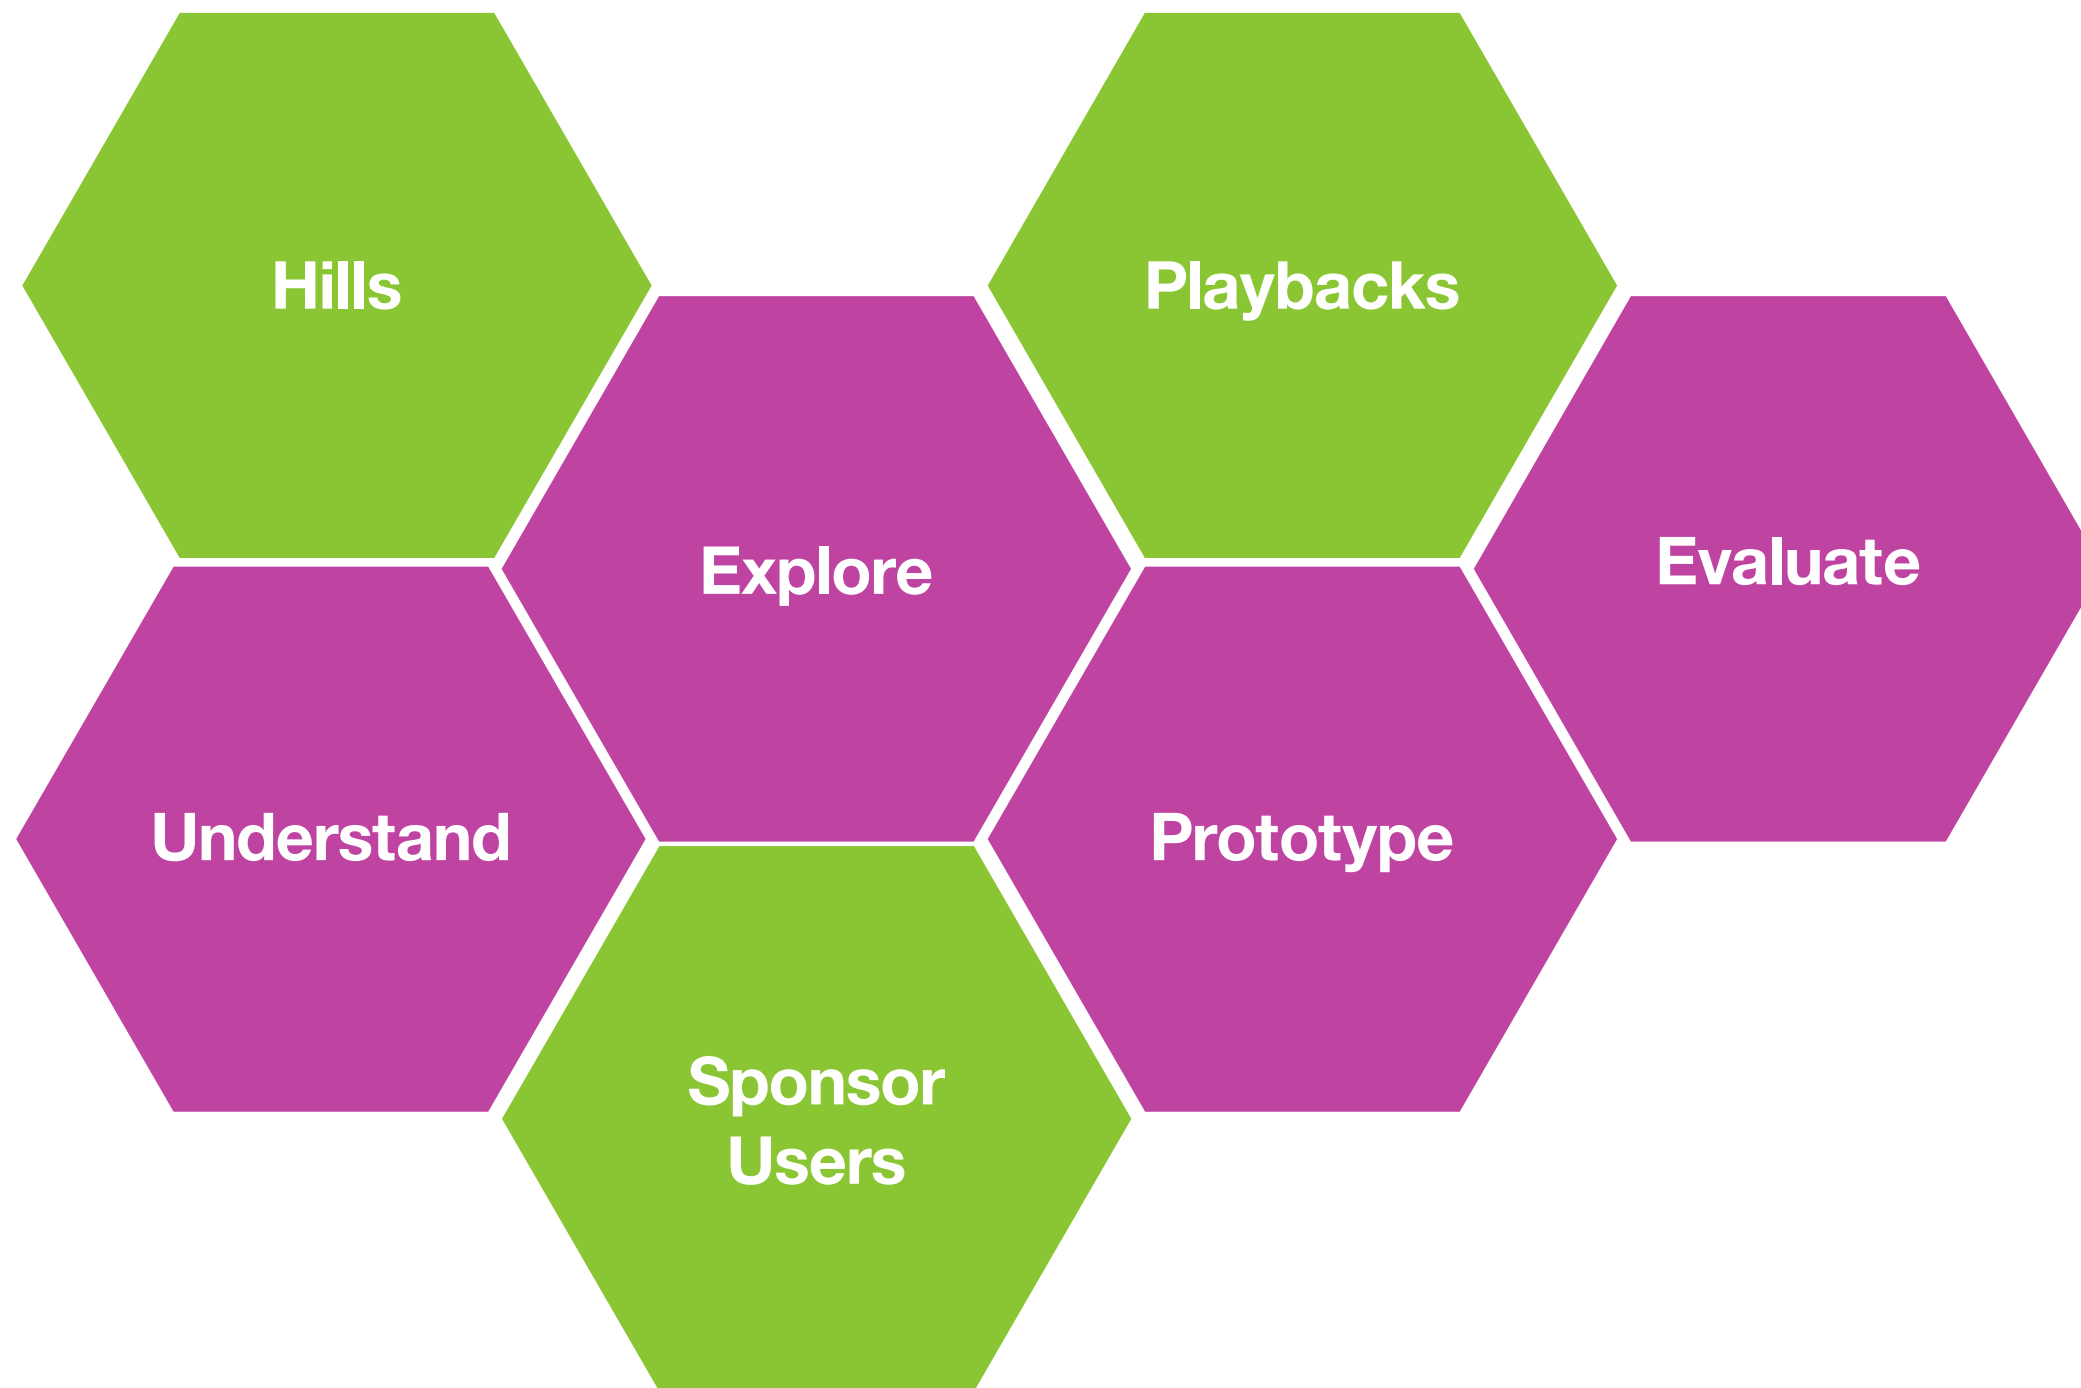 Hills
Playbacks
Explore
Evaluate
Understand
Prototype
Sponsor
Users